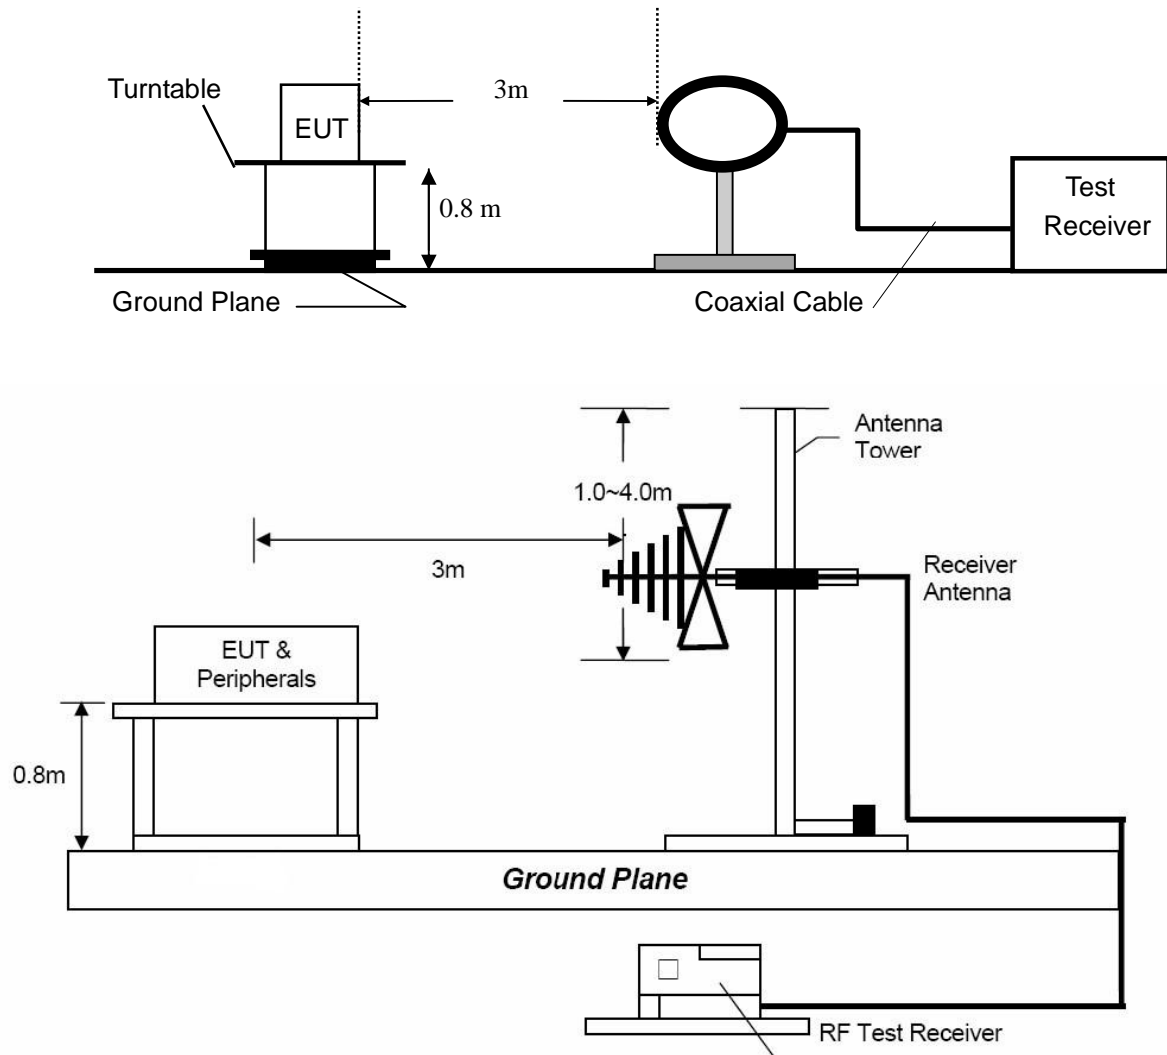 3m
Turntable
EUT
0.8 m
Test
Receiver
Ground Plane
Coaxial Cable
Antenna
Tower
1.0~4.0m
3m
Receiver
Antenna
EUT &
Peripherals
0.8m
Ground Plane
RF Test Receiver